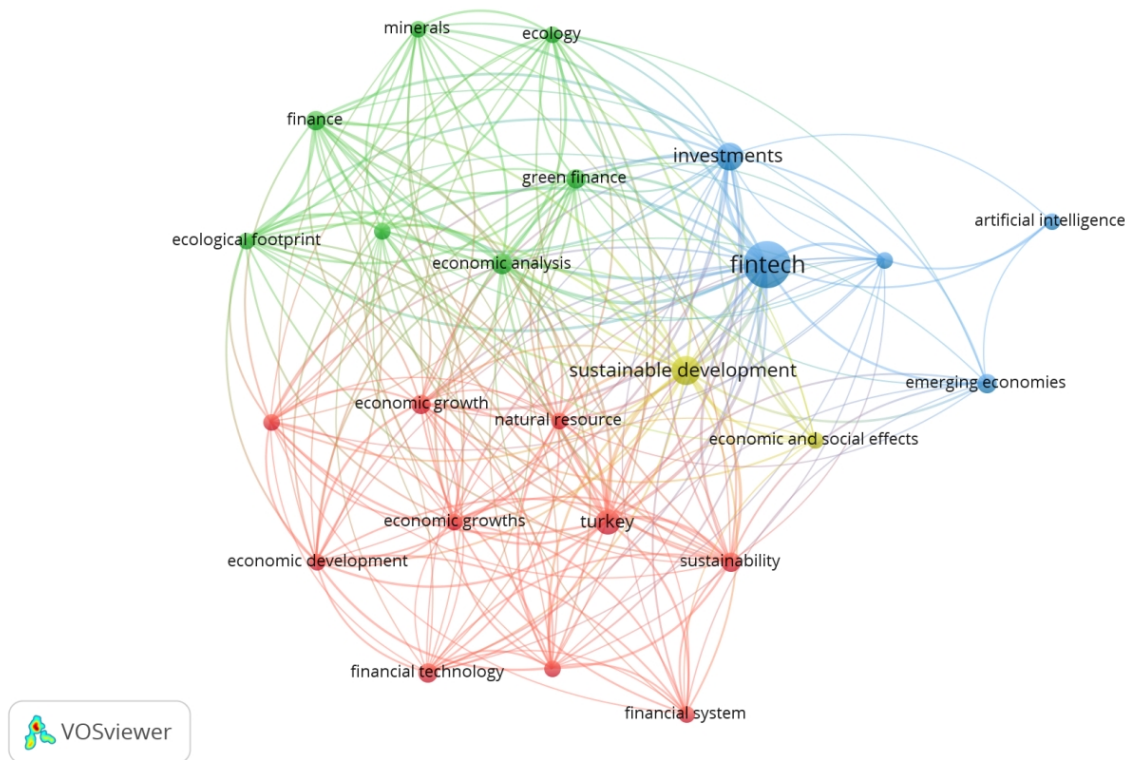 minerals
ecology
finance
investments
green finance
artificial intelligence
ecological footprint
economic analysis
fintech
sustainable development
emerging economies
economic growth
natural resource
economic and social effects
economic growths
turkey
economic development
sustainability
financial technology
financial system
VOSviewer